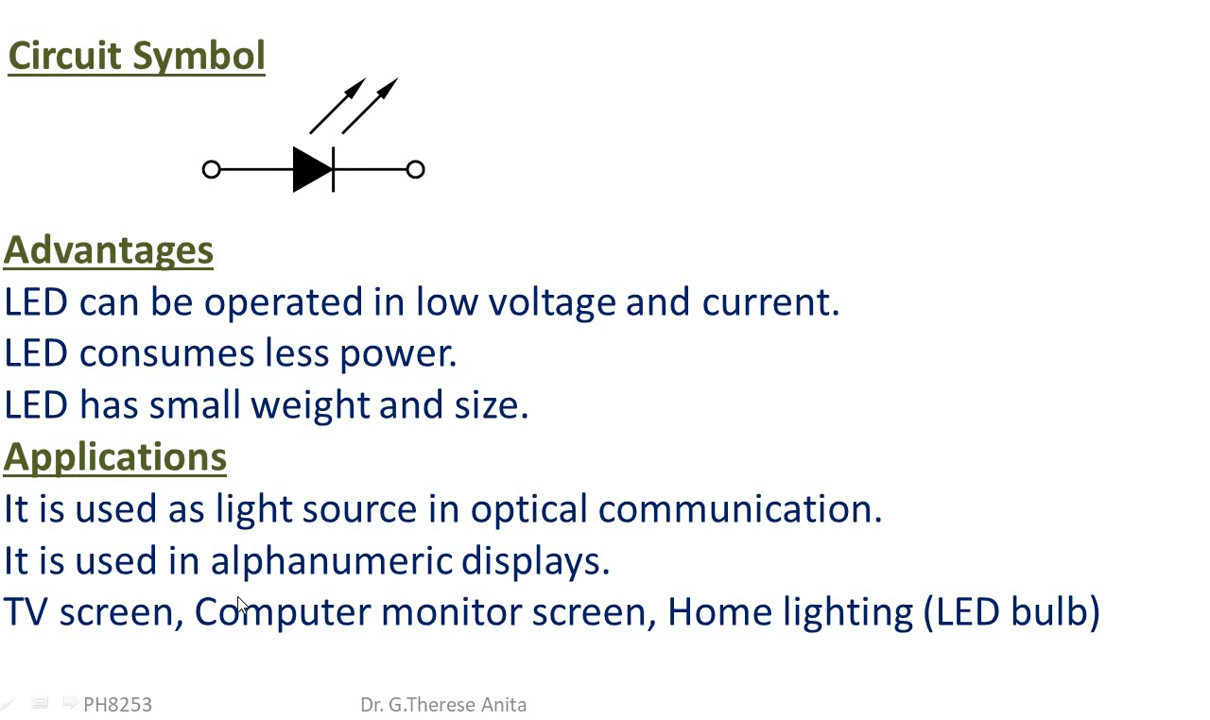 Circuit Symbol
Advantages
LED can be operated in low voltage and current.
LED consumes less power.
LED has small weight and size.
Applications
It is used as light source in optical communication.
It is used in alphanumeric displays.
TV screen, Computer monitor screen, Home lighting (LED bulb)
PH8253 Dr. G.Therese Anita